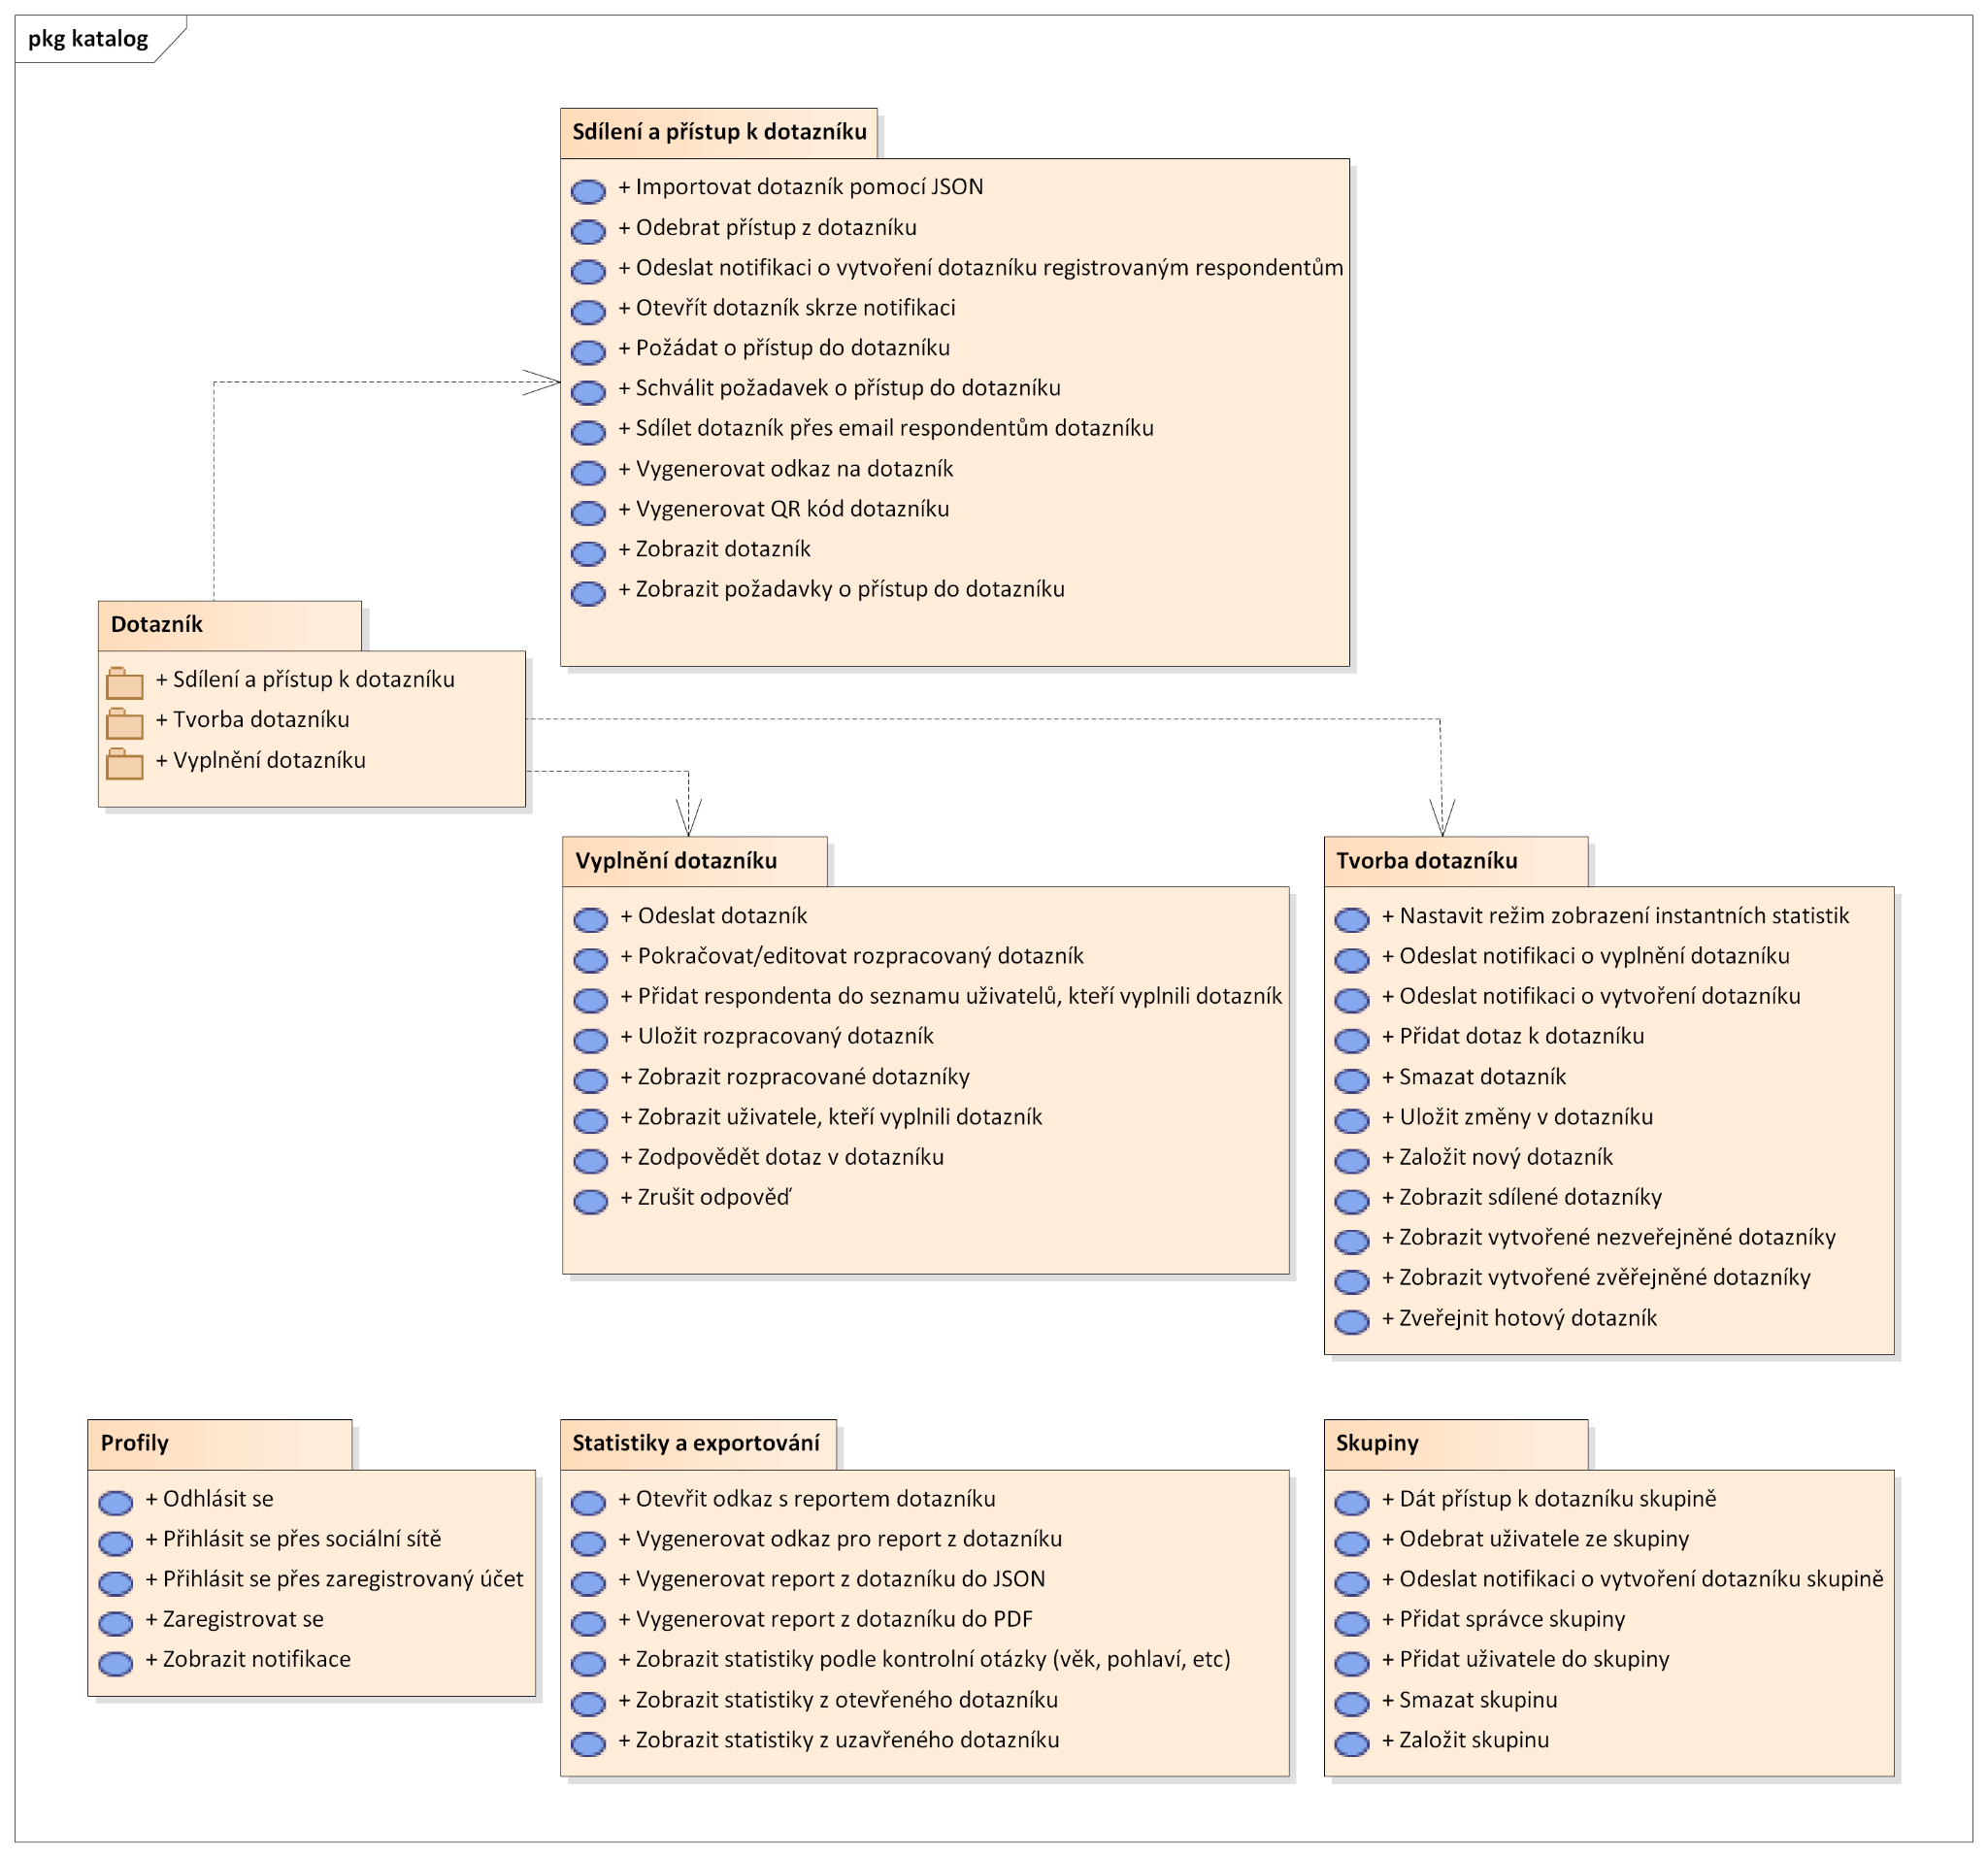 pkg katalog
Sdílení a přístup k dotazníku
+ Importovat dotazník pomocí JSON
+ Odebrat přístup z dotazníku
+ Odeslat notifikaci o vytvoření dotazníku registrovaným respondentům
+ Otevřít dotazník skrze notifikaci
+ Požádat o přístup do dotazníku
+ Schválit požadavek o přístup do dotazníku
+ Sdílet dotazník přes email respondentům dotazníku
+ Vygenerovat odkaz na dotazník
+ Vygenerovat QR kód dotazníku
+ Zobrazit dotazník
+ Zobrazit požadavky o přístup do dotazníku
Dotazník
+ Sdílení a přístup k dotazníku
+ Tvorba dotazníku
+ Vyplnění dotazníku
Vyplnění dotazníku
+ Odeslat dotazník
+ Pokračovat/editovat rozpracovaný dotazník
+ Přidat respondenta do seznamu uživatelů, kteří vyplnili dotazník
+ Uložit rozpracovaný dotazník
+ Zobrazit rozpracované dotazníky
+ Zobrazit uživatele, kteří vyplnili dotazník
+ Zodpovědět dotaz v dotazníku
+ Zrušit odpověď
Tvorba dotazníku
+ Nastavit režim zobrazení instantních statistik
+ Odeslat notifikaci o vyplnění dotazníku
+ Odeslat notifikaci o vytvoření dotazníku
+ Přidat dotaz k dotazníku
+ Smazat dotazník
+ Uložit změny v dotazníku
+ Založit nový dotazník
+ Zobrazit sdílené dotazníky
+ Zobrazit vytvořené nezveřejněné dotazníky
+ Zobrazit vytvořené zvěřejněné dotazníky
+ Zveřejnit hotový dotazník
Profily
+ Odhlásit se
+ Přihlásit se přes sociální sítě
+ Přihlásit se přes zaregistrovaný účet
+ Zaregistrovat se
+ Zobrazit notifikace
Statistiky a exportování
+ Otevřit odkaz s reportem dotazníku
+ Vygenerovat odkaz pro report z dotazníku
+ Vygenerovat report z dotazníku do JSON
+ Vygenerovat report z dotazníku do PDF
+ Zobrazit statistiky podle kontrolní otázky (věk, pohlaví, etc)
+ Zobrazit statistiky z otevřeného dotazníku
+ Zobrazit statistiky z uzavřeného dotazníku
Skupiny
+ Dát přístup k dotazníku skupině
+ Odebrat uživatele ze skupiny
+ Odeslat notifikaci o vytvoření dotazníku skupině
+ Přidat správce skupiny
+ Přidat uživatele do skupiny
+ Smazat skupinu
+ Založit skupinu